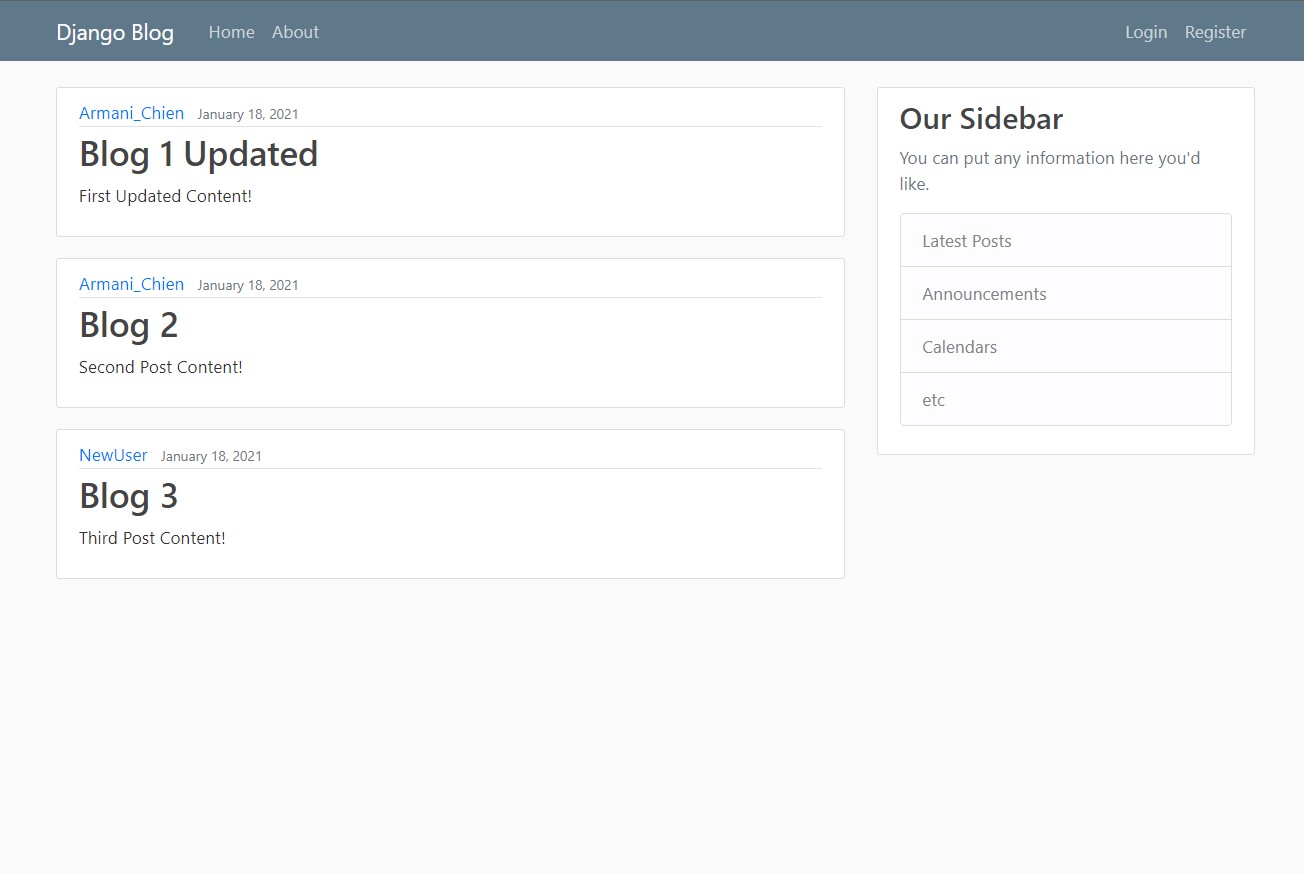 Django Blog Home About Login Register
Armani_Chien January 18, 2021
Blog 1 Updated
First Updated Content!
Armani_Chien January 18, 2021
Blog 2
Second Post Content!
NewUser January 18, 2021
Blog 3
Third Post Content!
Our Sidebar
You can put any information here you'd
like.
Latest Posts
Announcements
Calendars
etc